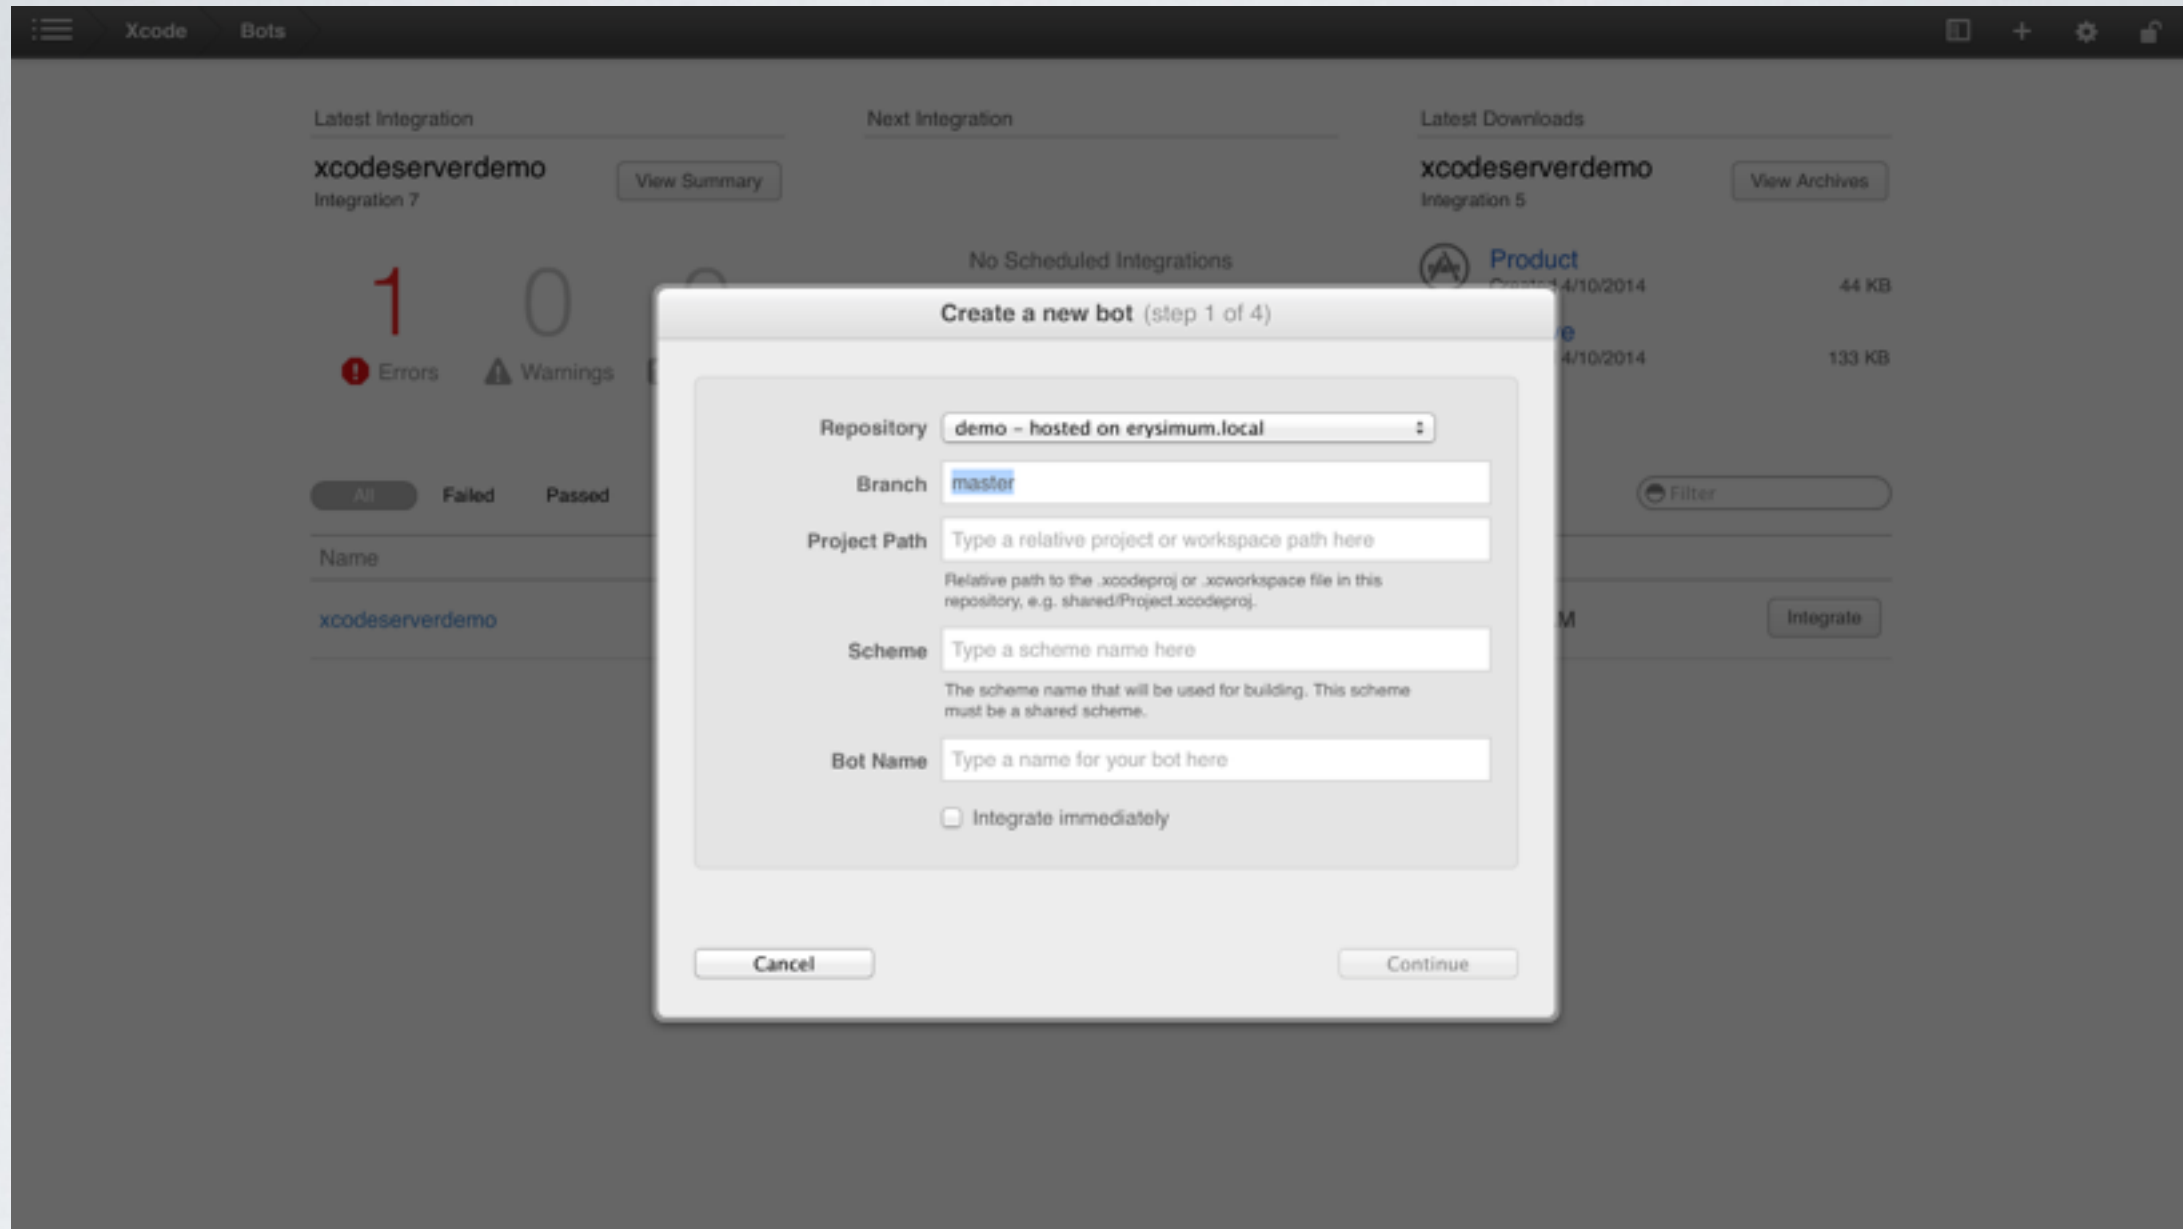 Xcode Bots
Latest Integration
xcodeserverdemo
Integration 7
View Summary
1 0
Errors Warnings
Next Integration
No Scheduled Integrations
Latest Downloads
xcodeserverdemo
Integration 5
View Archives
Product
Created 4/10/2014 44 KB
4/10/2014 133 KB
All Failed Passed
Filter
Name
xcodeserverdemo
Integrate
Create a new bot (step 1 of 4)
Repository demo – hosted on erysimum.local
Branch master
Project Path Type a relative project or workspace path here
Relative path to the .xcodeproj or .xcworkspace file in this
repository, e.g. shared/Project.xcodeproj.
Scheme Type a scheme name here
The scheme name that will be used for building. This scheme
must be a shared scheme.
Bot Name Type a name for your bot here
Integrate immediately
Cancel Continue